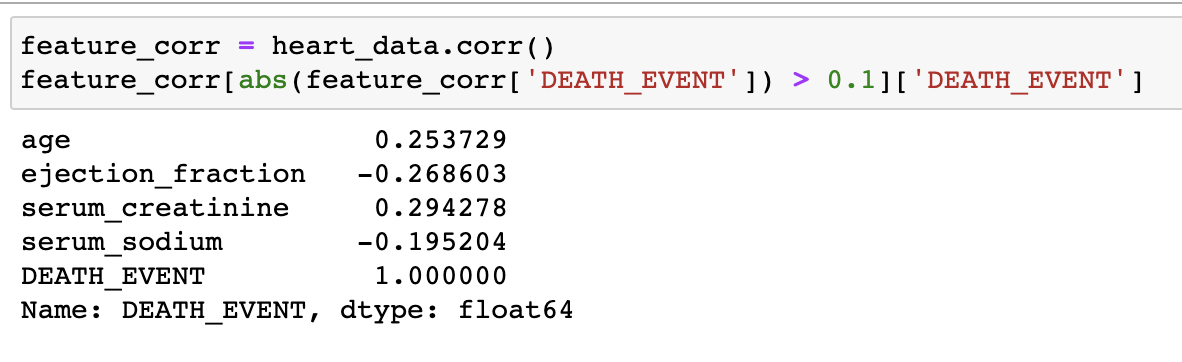 feature_corr = heart_data.corr()
feature_corr[abs(feature_corr['DEATH_EVENT']) > 0.1]['DEATH_EVENT']
age 0.253729
ejection_fraction -0.268603
serum_creatinine 0.294278
serum_sodium -0.195204
DEATH_EVENT 1.000000
Name: DEATH_EVENT, dtype: float64